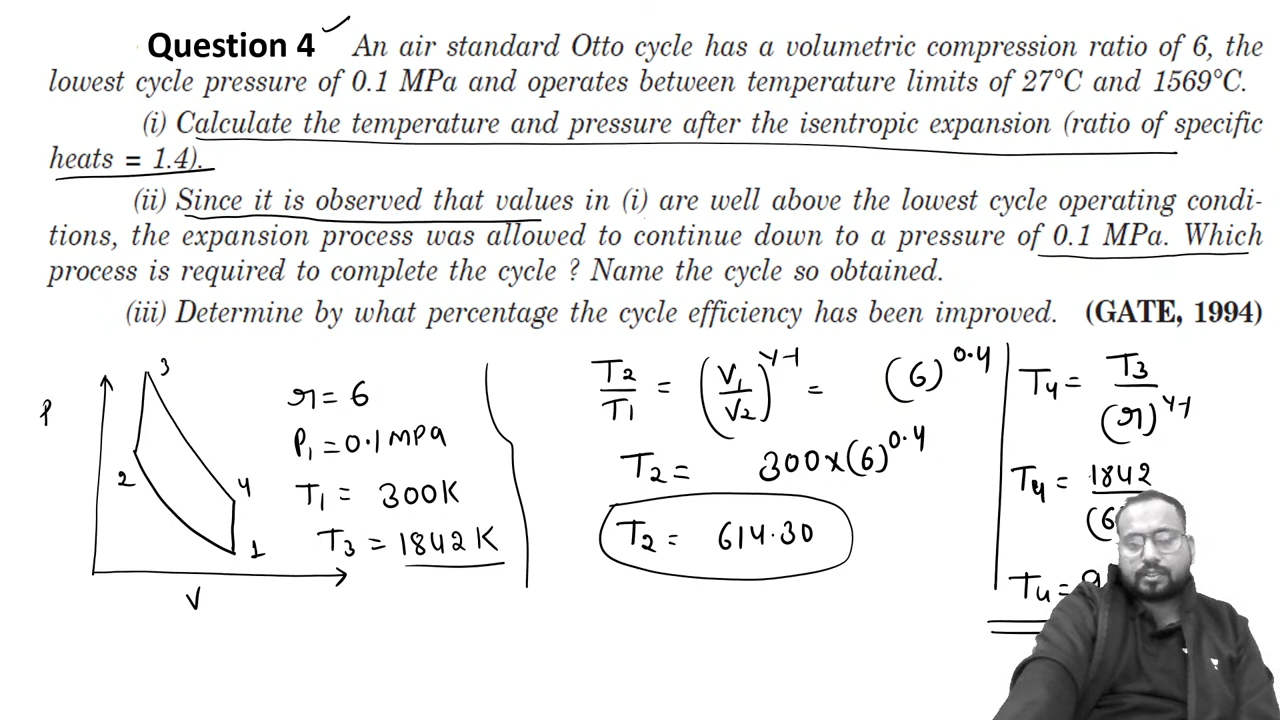 Question 4 An air standard Otto cycle has a volumetric compression ratio of 6, the
lowest cycle pressure of 0.1 MPa and operates between temperature limits of 27°C and 1569°C.
(i) Calculate the temperature and pressure after the isentropic expansion (ratio of specific
heats = 1.4).
(ii) Since it is observed that values in (i) are well above the lowest cycle operating condi-
tions, the expansion process was allowed to continue down to a pressure of 0.1 MPa. Which
process is required to complete the cycle ? Name the cycle so obtained.
(iii) Determine by what percentage the cycle efficiency has been improved. (GATE, 1994)
P
3
2
4
1
V
r = 6
P₁ = 0.1 MPa
T₁ = 300K
T₃ = 1842 K
T₂/T₁ = (V₁/V₂)^γ-1 = (6)^0.4
T₂ = 300×(6)^0.4
T₂ = 614.30
T₄ = T₃/(r)^γ-1
T₄ = 1842/(6
T₄ = 9